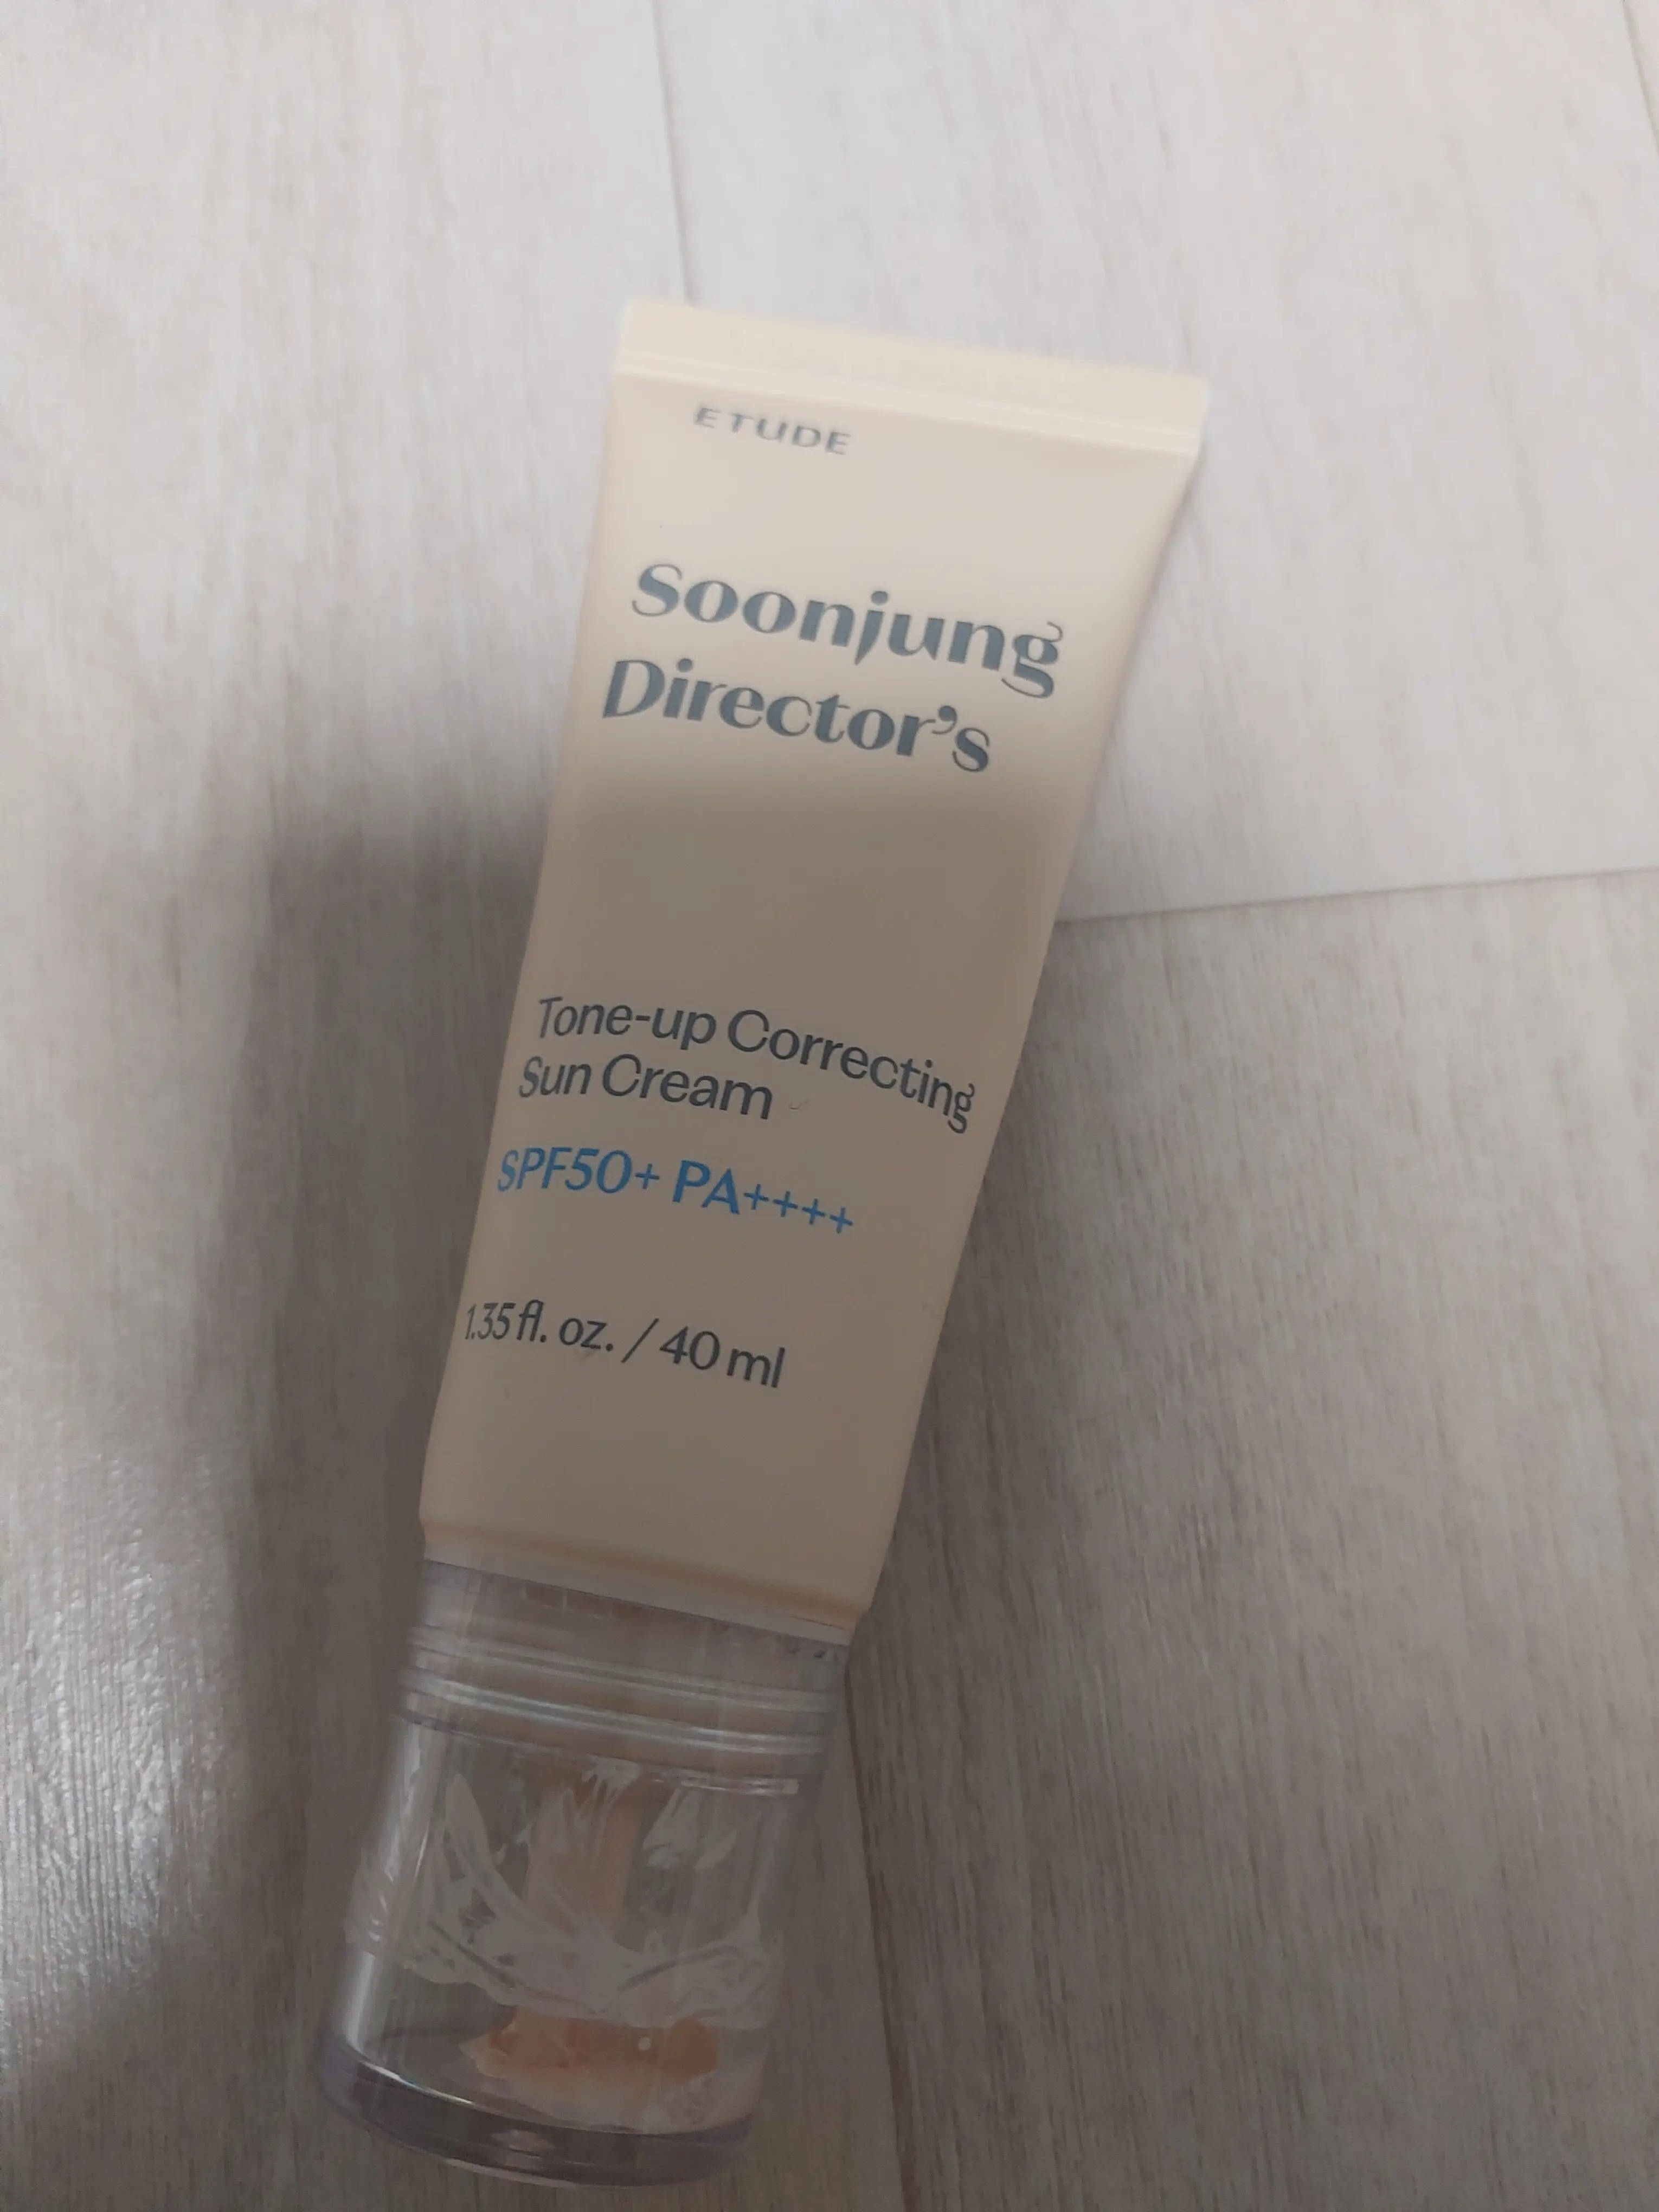 ETUDE
Soonjung
Director's
Tone-up Correcting
Sun Cream
SPF50+ PA++++
1.35 fl. oz. / 40 ml